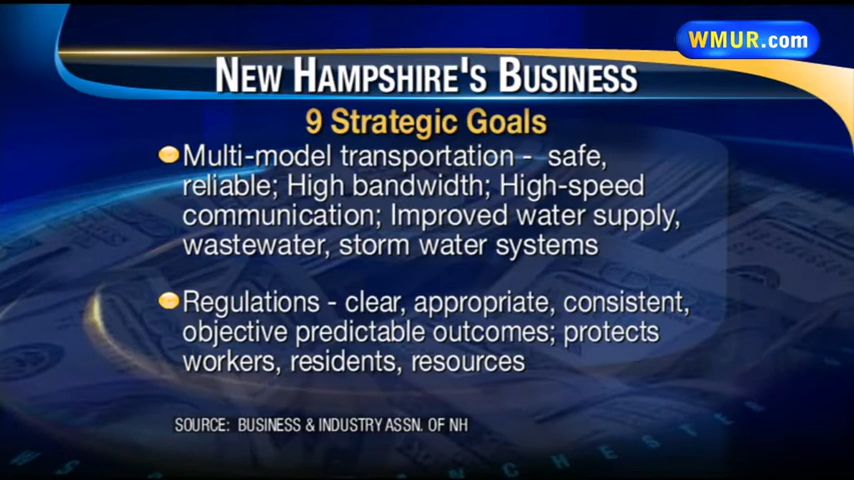 WMUR.com
NEW HAMPSHIRE'S BUSINESS
9 Strategic Goals
Multi-model transportation - safe,
reliable; High bandwidth; High-speed
communication; Improved water supply,
wastewater, storm water systems
Regulations - clear, appropriate, consistent,
objective predictable outcomes; protects
workers, residents, resources
SOURCE: BUSINESS & INDUSTRY ASSN. OF NH